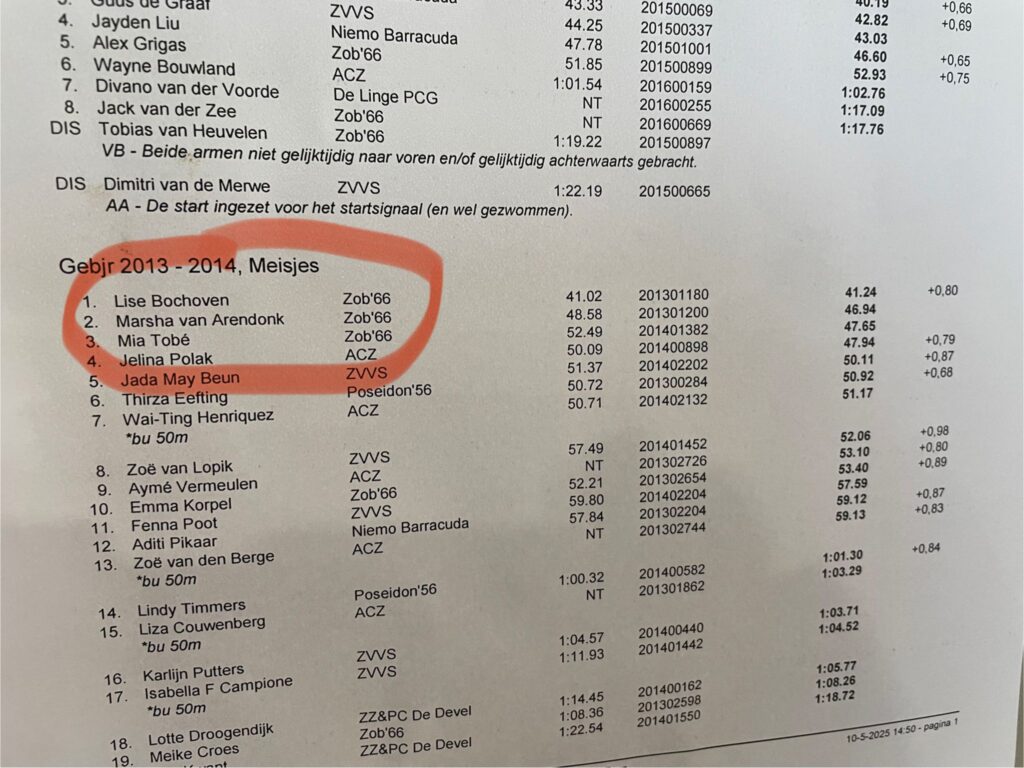 3. Guus de Graaf ZVVS 43.33 201500069 40.19 +0,66
4. Jayden Liu Niemo Barracuda 44.25 201500337 42.82 +0,69
5. Alex Grigas Zob'66 47.78 201501001 43.03
6. Wayne Bouwland ACZ 51.85 201500899 46.60 +0,65
7. Divano van der Voorde De Linge PCG 1:01.54 201600159 52.93 +0,75
8. Jack van der Zee Zob'66 NT 201600255 1:02.76
DIS Tobias van Heuvelen Zob'66 NT 201600669 1:17.09
1:19.22 201500897 1:17.76
VB - Beide armen niet gelijktijdig naar voren en/of gelijktijdig achterwaarts gebracht.
DIS Dimitri van de Merwe ZVVS 1:22.19 201500665
AA - De start ingezet voor het startsignaal (en wel gezwommen).
Gebjr 2013 - 2014, Meisjes
1. Lise Bochoven Zob'66 41.02 201301180 41.24 +0,80
2. Marsha van Arendonk Zob'66 48.58 201301200 46.94
3. Mia Tobé Zob'66 52.49 201401382 47.65
4. Jelina Polak ACZ 50.09 201400898 47.94 +0,79
5. Jada May Beun ZVVS 51.37 201402202 50.11 +0,87
6. Thirza Eefting Poseidon'56 50.72 201300284 50.92 +0,68
7. Wai-Ting Henriquez ACZ 50.71 201402132 51.17
*bu 50m
8. Zoë van Lopik ZVVS 57.49 201401452 52.06 +0,98
9. Aymé Vermeulen ACZ NT 201302726 53.10 +0,80
10. Emma Korpel Zob'66 52.21 201302654 53.40 +0,89
11. Fenna Poot ZVVS 59.80 201402204 57.59
12. Aditi Pikaar Niemo Barracuda 57.84 201302204 59.12 +0,87
13. Zoë van den Berge ACZ NT 201302744 59.13 +0,83
*bu 50m
14. Lindy Timmers Poseidon'56 1:00.32 201400582 1:01.30 +0,84
15. Liza Couwenberg ACZ NT 201301862 1:03.29
*bu 50m
16. Karlijn Putters ZVVS 1:04.57 201400440 1:03.71
17. Isabella F Campione ZVVS 1:11.93 201401442 1:04.52
*bu 50m
18. Lotte Droogendijk ZZ&PC De Devel 1:14.45 201400162 1:05.77
19. Meike Croes Zob'66 1:08.36 201302598 1:08.26
ZZ&PC De Devel 1:22.54 201401550 1:18.72
10-5-2025 14:50 - pagina 1